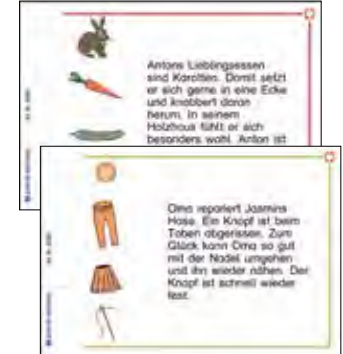 Antons Lieblingsessen
sind Karotten. Damit setzt
er sich gerne in eine Ecke
und knabbert daran
herum. In seinem
Holzhaus fühlt er sich
besonders wohl. Anton ist
Oma repariert Jasmins
Hose. Ein Knopf ist beim
Toben abgerissen. Zum
Glück kann Oma so gut
mit der Nadel umgehen
und ihn wieder nähen. Der
Knopf ist schnell wieder
fest.